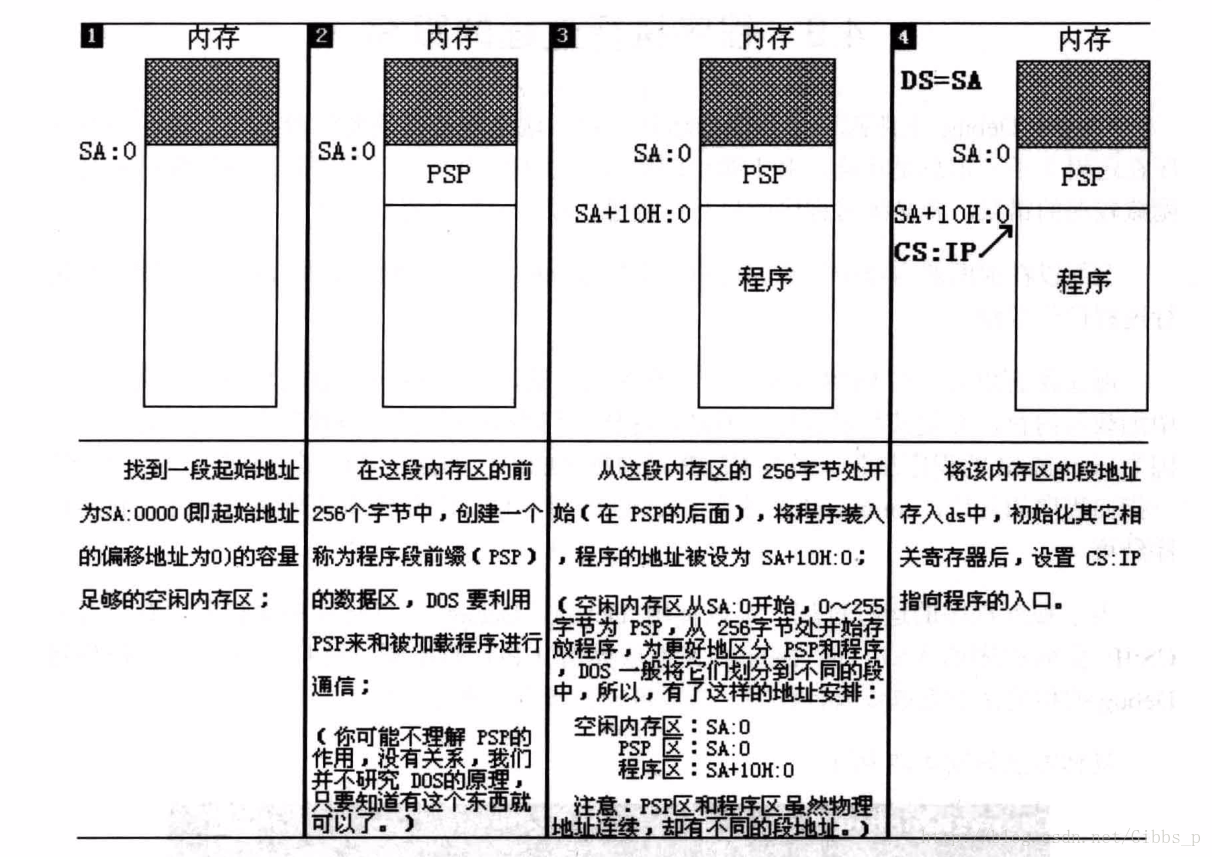 1
内存
SA:0
2
内存
SA:0
PSP
3
内存
SA:0
PSP
SA+10H:0
程序
4
内存
DS=SA
SA:0
PSP
SA+10H:0
CS:IP
程序
找到一段起始地址
为SA:0000(即起始地址
的偏移地址为0)的容量
足够的空闲内存区；
在这段内存区的前
256个字节中，创建一个
称为程序段前缀（PSP）
的数据区，DOS 要利用
PSP来和被加载程序进行
通信；
（你可能不理解 PSP的
作用，没有关系，我们
并不研究 DOS的原理，
只要知道有这个东西就
可以了。）
从这段内存区的 256字节处开
始（在 PSP的后面），将程序装入
，程序的地址被设为 SA+10H:0；
（空闲内存区从SA:0开始，0～255
字节为 PSP，从 256字节处开始存
放程序，为更好地区分 PSP和程序
，DOS 一般将它们划分到不同的段
中，所以，有了这样的地址安排：
空闲内存区：SA:0
PSP 区：SA:0
程序区：SA+10H:0
注意：PSP区和程序区虽然物理
地址连续，却有不同的段地址。）
将该内存区的段地址
存入ds中，初始化其它相
关寄存器后，设置 CS:IP
指向程序的入口。